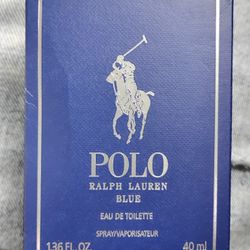 POLO
RALPH LAUREN
BLUE
EAU DE TOILETTE
SPRAY/VAPORISATEUR
1.36 FL. OZ. 40 ml